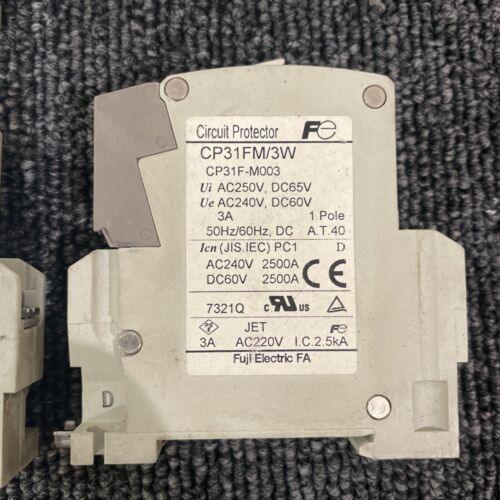 Circuit Protector Fe
CP31FM/3W
CP31F-M003
Ui AC250V, DC65V
Ue AC240V, DC60V
3A 1 Pole
50Hz/60Hz, DC A.T.40
Icn (JIS.IEC) PC1 D
AC240V 2500A CE
DC60V 2500A
7321Q c RU us
PS E JET Fe
3A AC220V I.C.2.5kA
Fuji Electric FA
D